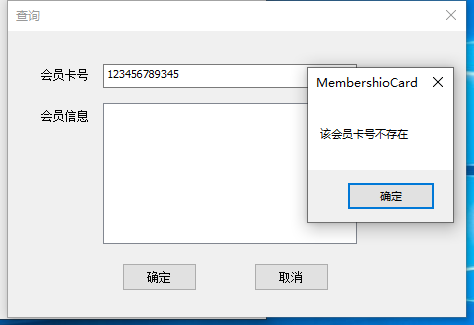 查询
会员卡号 123456789345
会员信息
MembershioCard
该会员卡号不存在
确定
确定 取消